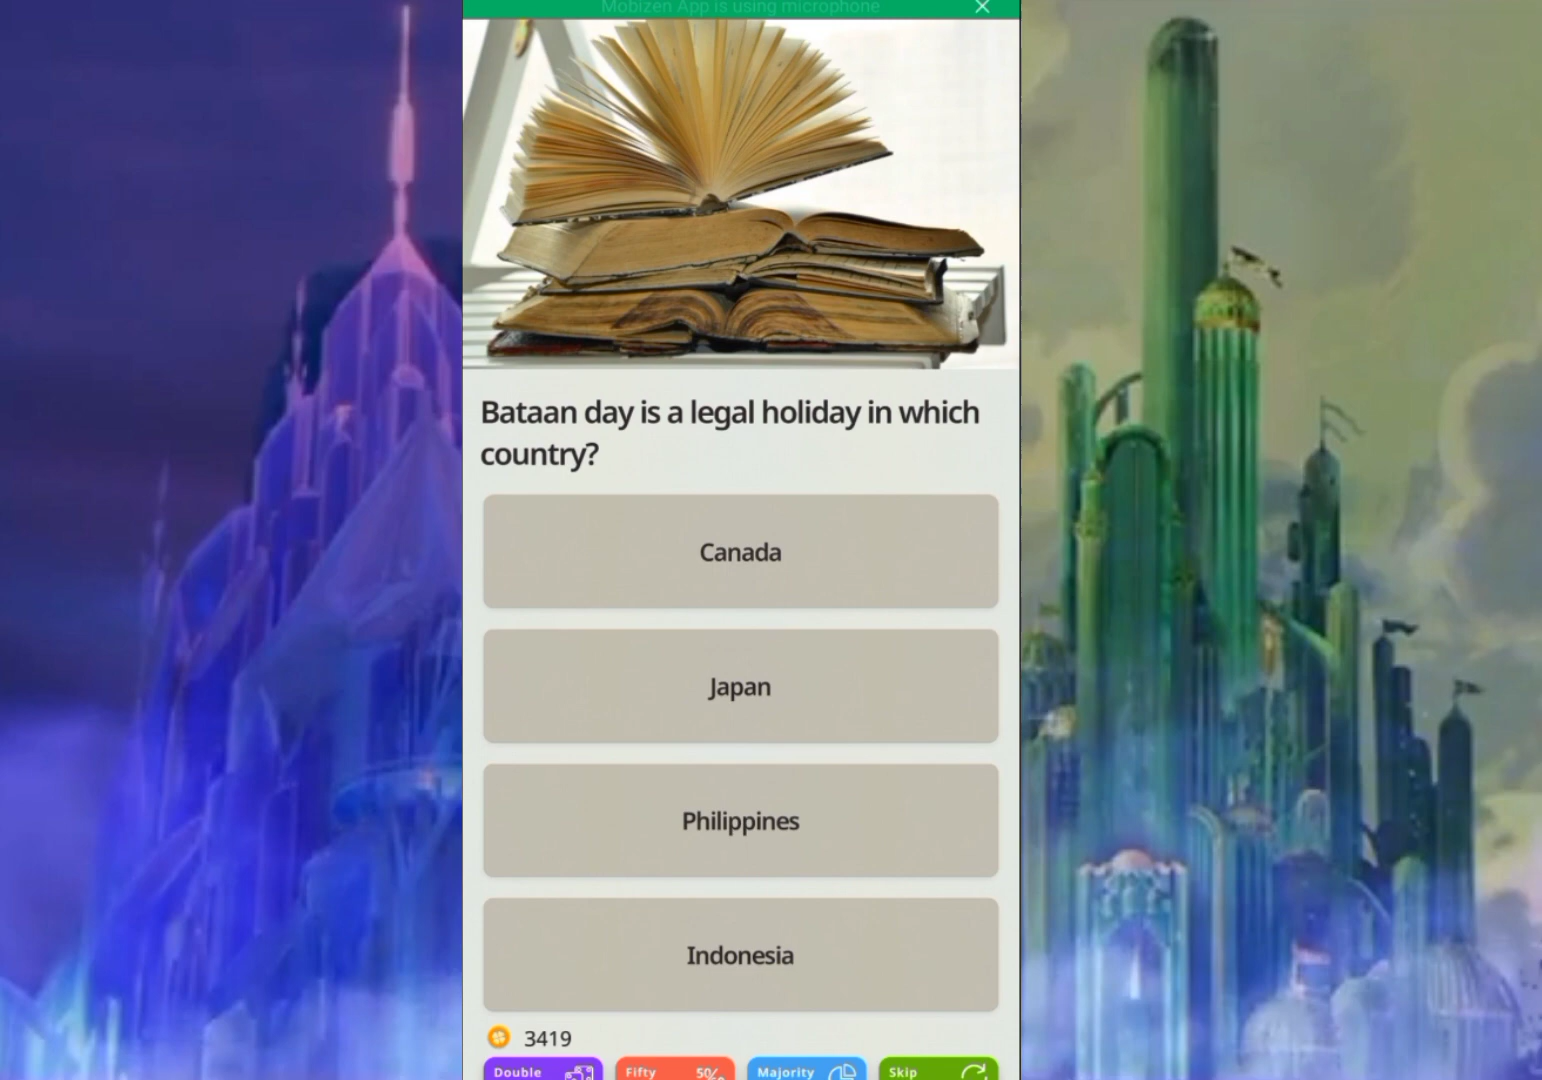 Mobizen App is using microphone
Bataan day is a legal holiday in which
country?
Canada
Japan
Philippines
Indonesia
3419
Double
Fifty
50%
Majority
Skip